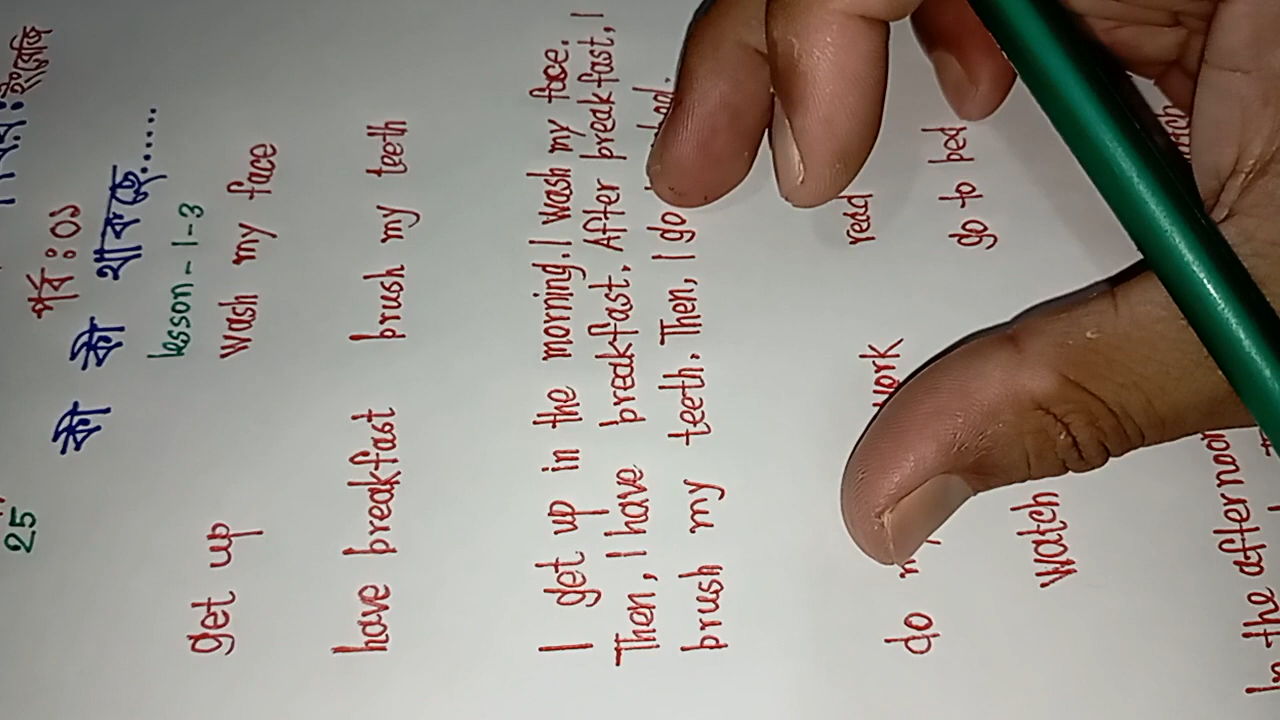 25
পর্ব : ০১
কী কী থাকছে......
lesson - 1-3
get up wash my face
have breakfast brush my teeth
I get up in the morning. I wash my face.
Then, I have breakfast. After breakfast, I
brush my teeth. Then, I go
do read
watch go to bed
In the afternoon